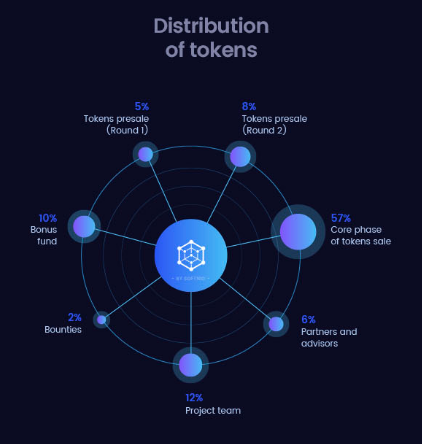 Distribution
of tokens
5%
Tokens presale
(Round 1)
8%
Tokens presale
(Round 2)
10%
Bonus
fund
57%
Core phase
of tokens sale
2%
Bounties
6%
Partners and
advisors
12%
Project team